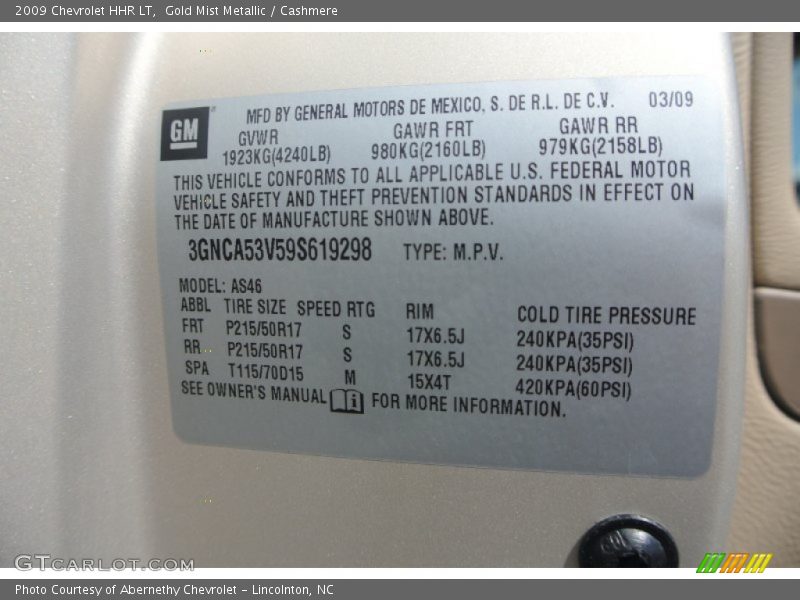 2009 Chevrolet HHR LT, Gold Mist Metallic / Cashmere
GM
MFD BY GENERAL MOTORS DE MEXICO, S. DE R.L. DE C.V. 03/09
GVWR GAWR FRT GAWR RR
1923KG(4240LB) 980KG(2160LB) 979KG(2158LB)
THIS VEHICLE CONFORMS TO ALL APPLICABLE U.S. FEDERAL MOTOR
VEHICLE SAFETY AND THEFT PREVENTION STANDARDS IN EFFECT ON
THE DATE OF MANUFACTURE SHOWN ABOVE.
3GNCA53V59S619298 TYPE: M.P.V.
MODEL: AS46
ABBL TIRE SIZE SPEED RTG RIM COLD TIRE PRESSURE
FRT P215/50R17 S 17X6.5J 240KPA(35PSI)
RR P215/50R17 S 17X6.5J 240KPA(35PSI)
SPA T115/70D15 M 15X4T 420KPA(60PSI)
SEE OWNER'S MANUAL FOR MORE INFORMATION.
GTCARLOT.COM
Photo Courtesy of Abernethy Chevrolet - Lincolnton, NC